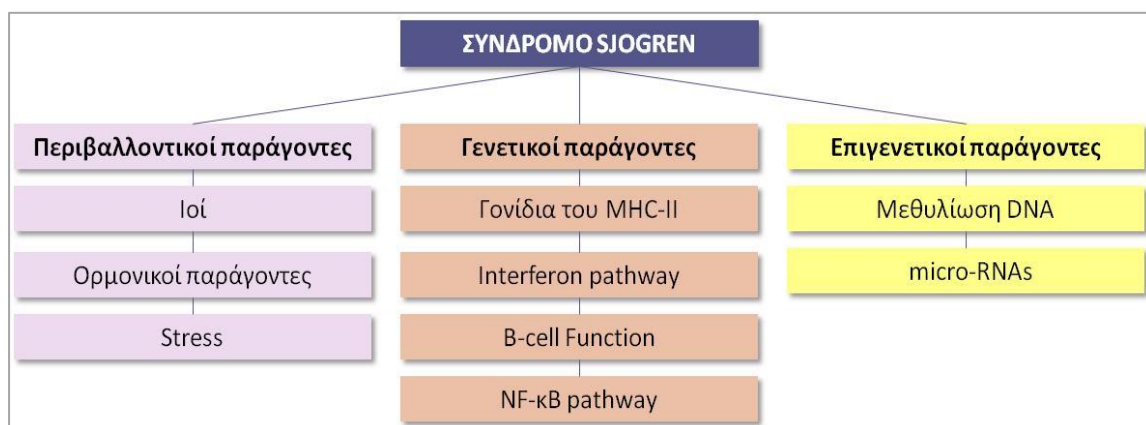 ΣΥΝΔΡΟΜΟ SJOGREN
Περιβαλλοντικοί παράγοντες
Ιοί
Ορμονικοί παράγοντες
Stress
Γενετικοί παράγοντες
Γονίδια του MHC-II
Interferon pathway
B-cell Function
NF-κB pathway
Επιγενετικοί παράγοντες
Μεθυλίωση DNA
micro-RNAs